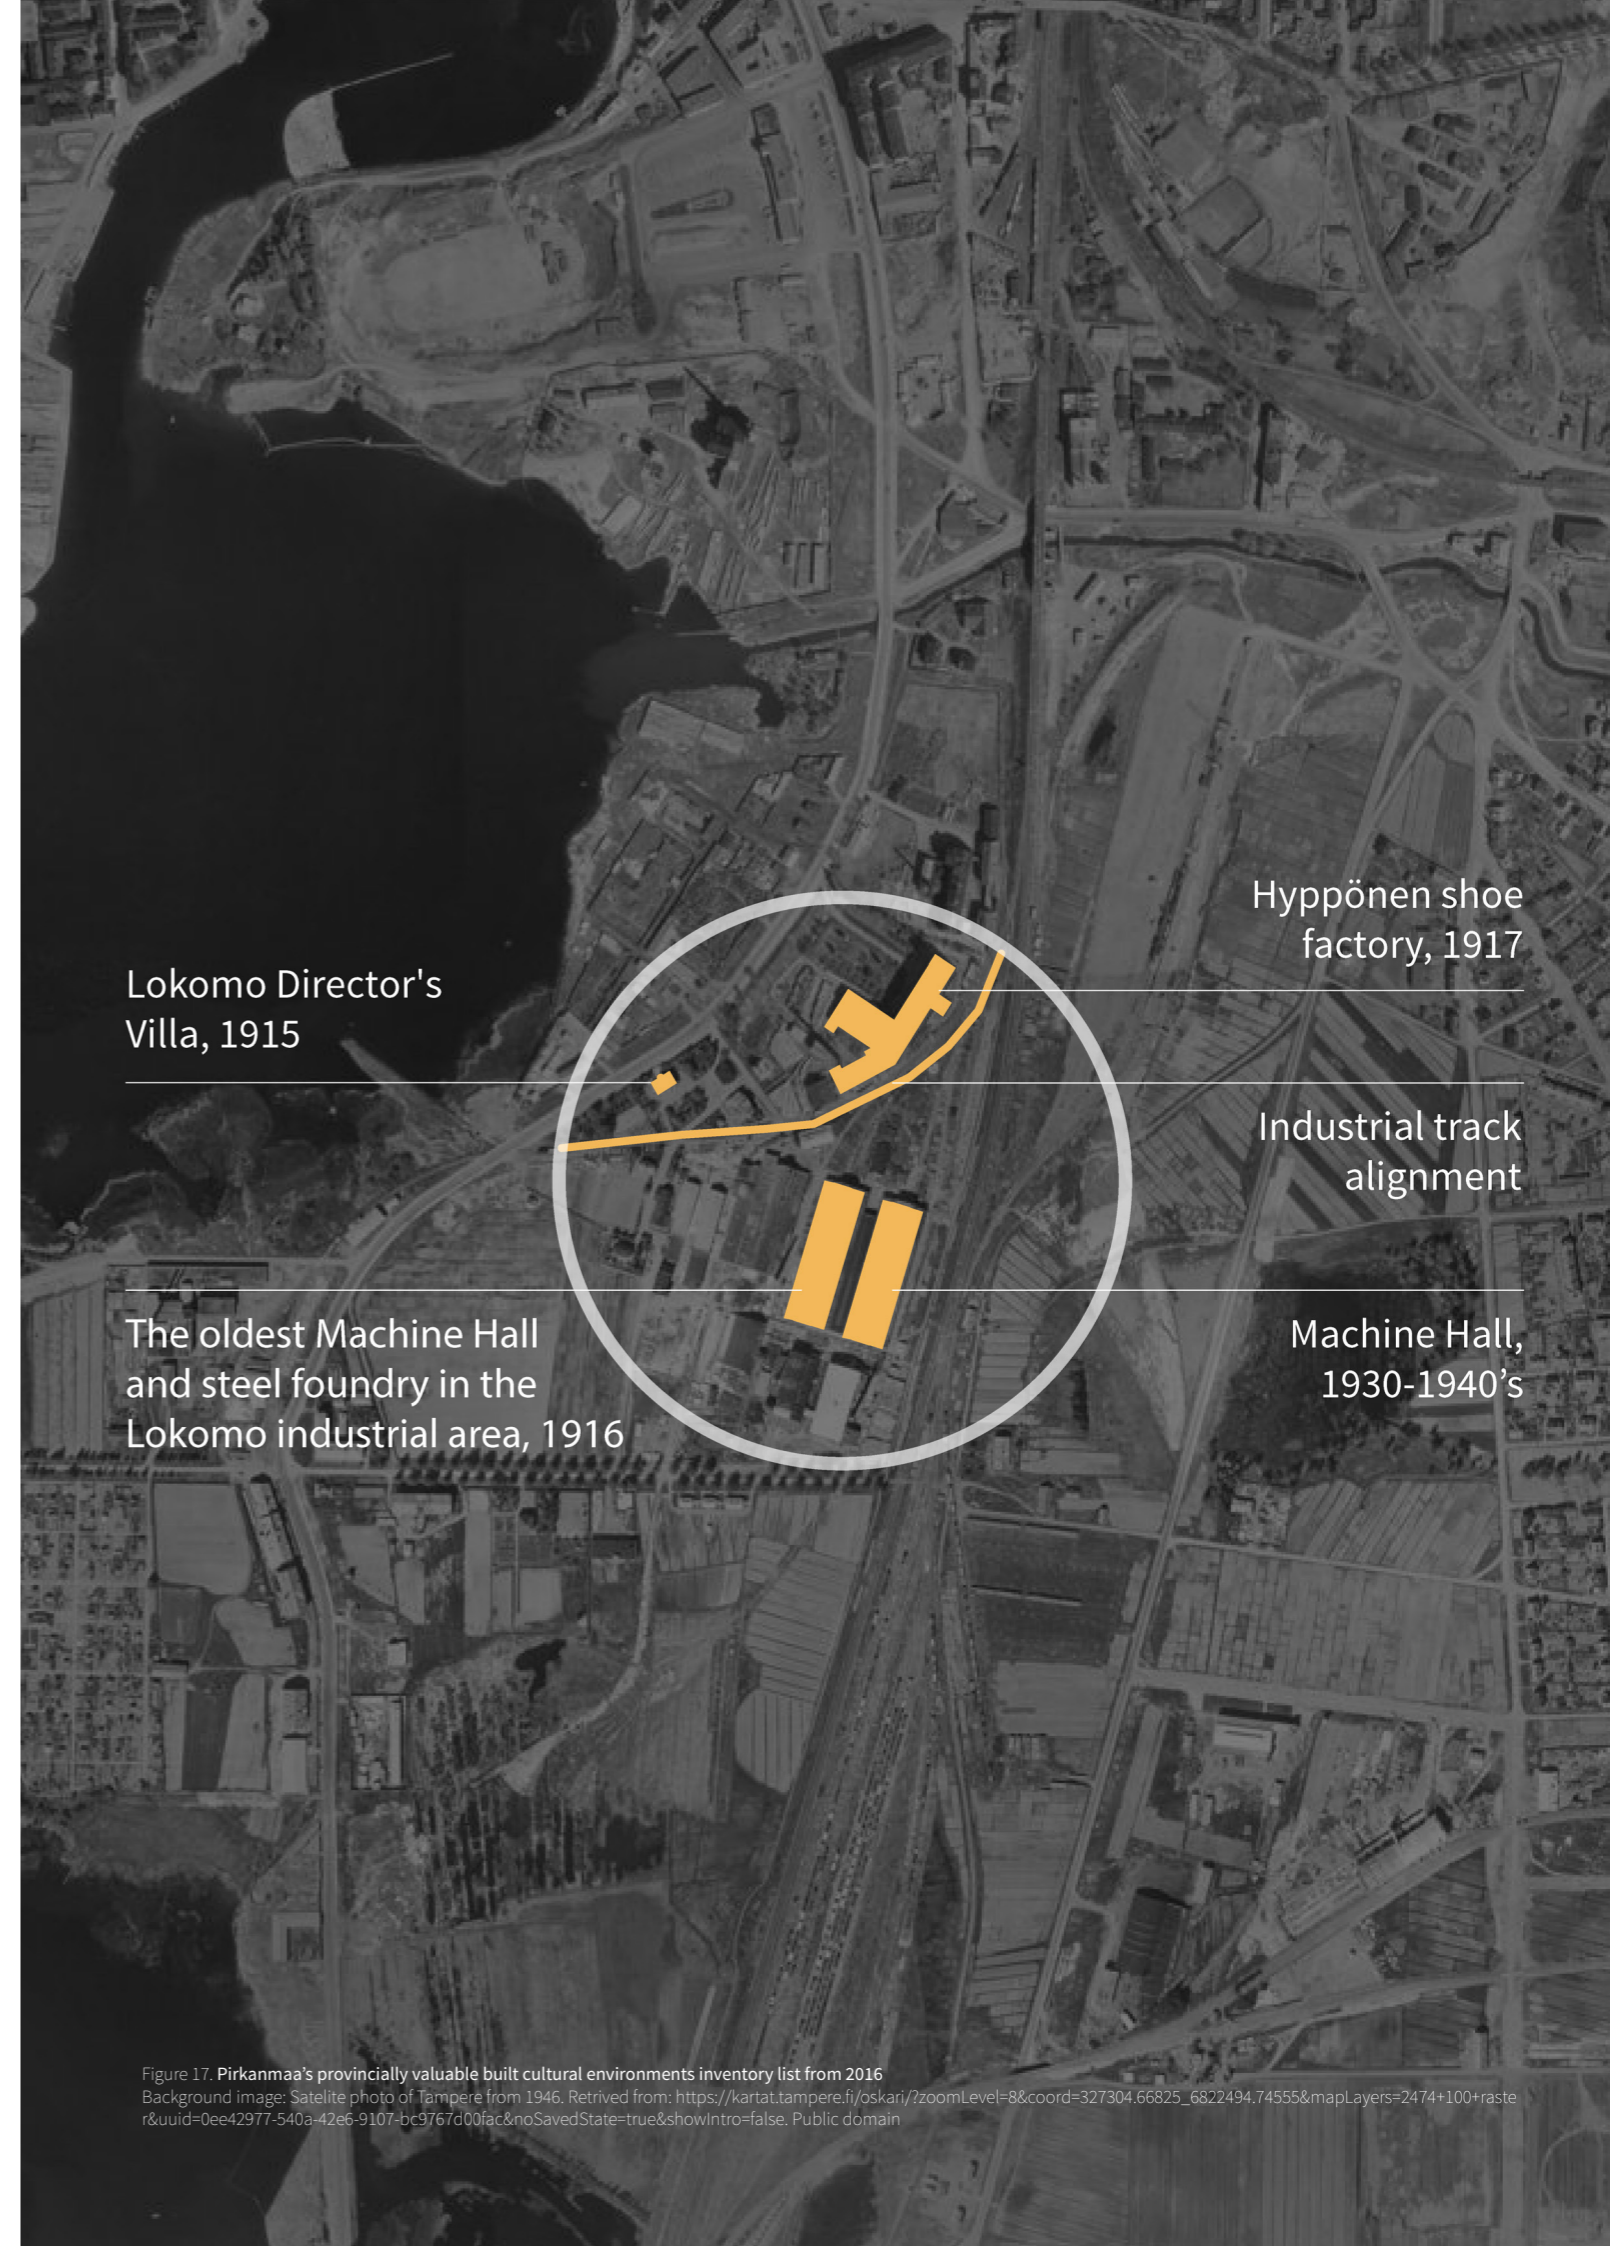 Hyppönen shoe
factory, 1917
Lokomo Director's
Villa, 1915
Industrial track
alignment
The oldest Machine Hall
and steel foundry in the
Lokomo industrial area, 1916
Machine Hall,
1930-1940’s
Figure 17. Pirkanmaa’s provincially valuable built cultural environments inventory list from 2016
Background image: Satelite photo of Tampere from 1946. Retrived from: https://kartat.tampere.fi/oskari/?zoomLevel=8&coord=327304.66825_6822494.74555&mapLayers=2474+100+raste
r&uuid=0ee42977-540a-42e6-9107-bc9767d00fac&noSavedState=true&showIntro=false. Public domain